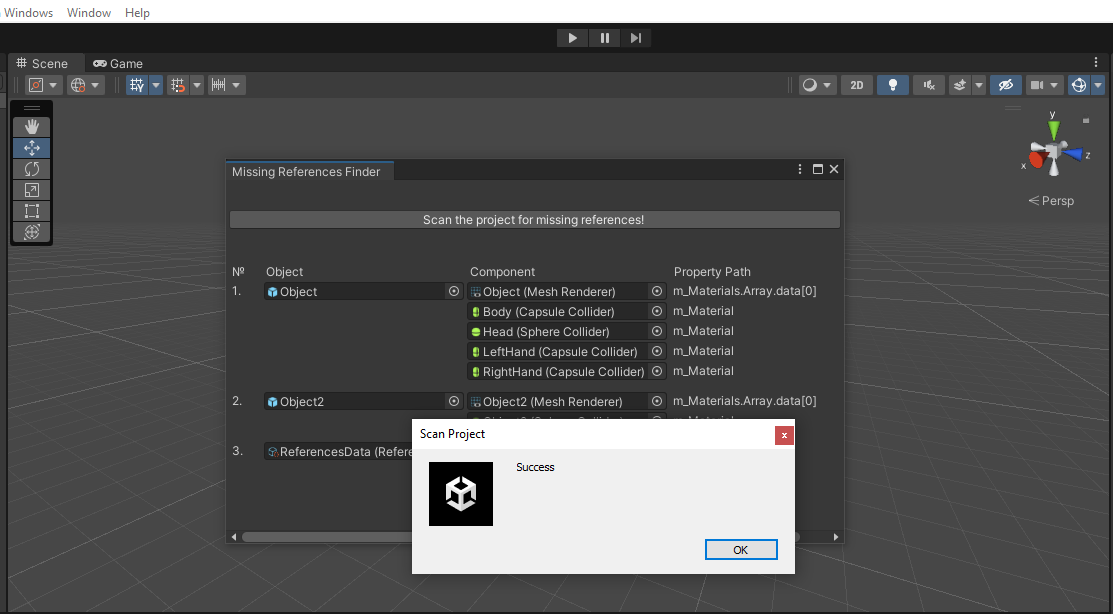 Windows Window Help
Scene Game
2D
y
x z
Persp
Missing References Finder
Scan the project for missing references!
Nº Object Component Property Path
1. Object Object (Mesh Renderer) m_Materials.Array.data[0]
Body (Capsule Collider) m_Material
Head (Sphere Collider) m_Material
LeftHand (Capsule Collider) m_Material
RightHand (Capsule Collider) m_Material
2. Object2 Object2 (Mesh Renderer) m_Materials.Array.data[0]
3. ReferencesData (Refere
Scan Project
x
Success
OK